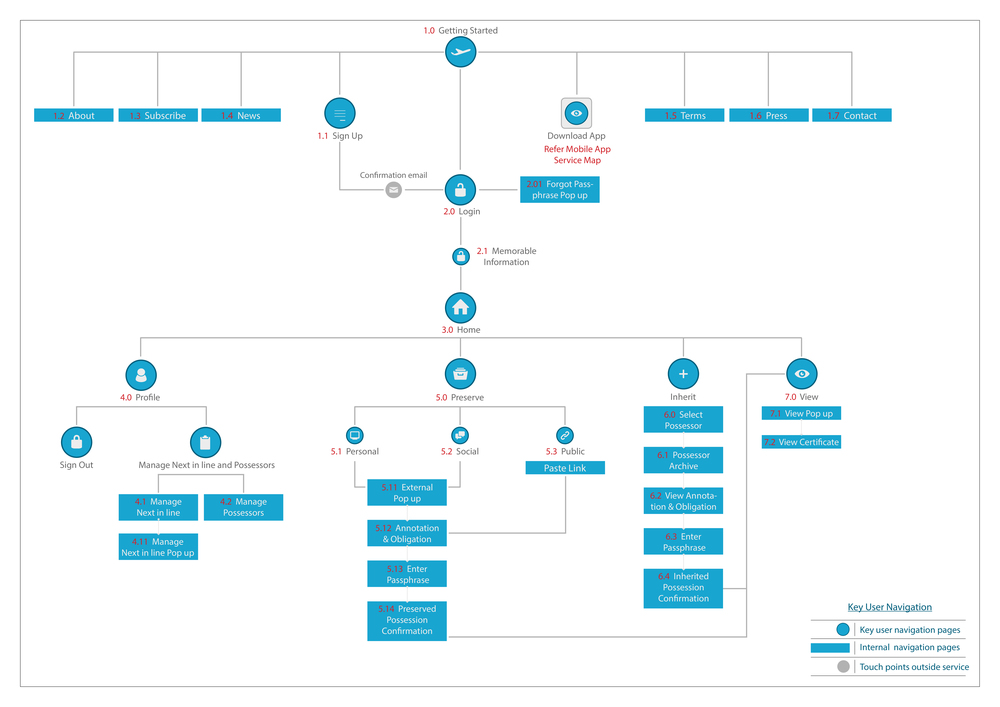 1.0 Getting Started
1.2 About
1.3 Subscribe
1.4 News
1.1 Sign Up
Download App
Refer Mobile App
Service Map
1.5 Terms
1.6 Press
1.7 Contact
Confirmation email
2.0 Login
2.01 Forgot Pass-
phrase Pop up
2.1 Memorable
Information
3.0 Home
4.0 Profile
5.0 Preserve
Inherit
7.0 View
Sign Out
Manage Next in line and Possessors
4.1 Manage
Next in line
4.2 Manage
Possessors
4.11 Manage
Next in line Pop up
5.1 Personal
5.2 Social
5.3 Public
Paste Link
5.11 External
Pop up
5.12 Annotation
& Obligation
5.13 Enter
Passphrase
5.14 Preserved
Possession
Confirmation
6.0 Select
Possessor
6.1 Possessor
Archive
6.2 View Annota-
tion & Obligation
6.3 Enter
Passphrase
6.4 Inherited
Possession
Confirmation
7.1 View Pop up
7.2 View Certificate
Key User Navigation
Key user navigation pages
Internal navigation pages
Touch points outside service